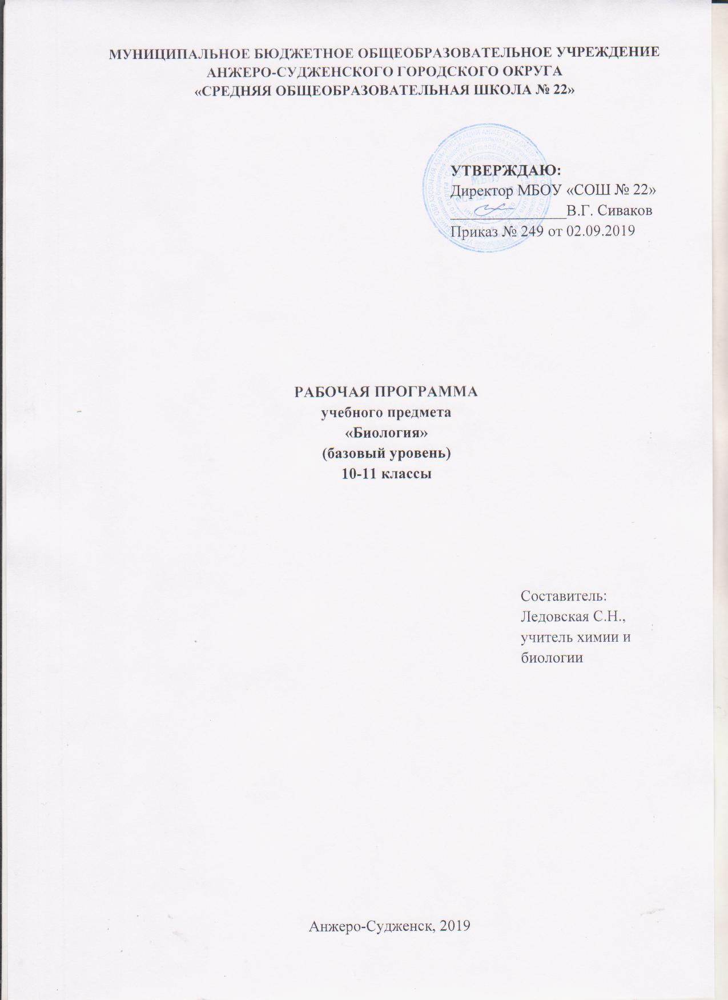 МУНИЦИПАЛЬНОЕ БЮДЖЕТНОЕ ОБЩЕОБРАЗОВАТЕЛЬНОЕ УЧРЕЖДЕНИЕ
АНЖЕРО-СУДЖЕНСКОГО ГОРОДСКОГО ОКРУГА
«СРЕДНЯЯ ОБЩЕОБРАЗОВАТЕЛЬНАЯ ШКОЛА № 22»
УТВЕРЖДАЮ:
Директор МБОУ «СОШ № 22»
_______________В.Г. Сиваков
Приказ № 249 от 02.09.2019
МБОУ
РАБОЧАЯ ПРОГРАММА
учебного предмета
«Биология»
(базовый уровень)
10-11 классы
Составитель:
Ледовская С.Н.,
учитель химии и
биологии
Анжеро-Судженск, 2019